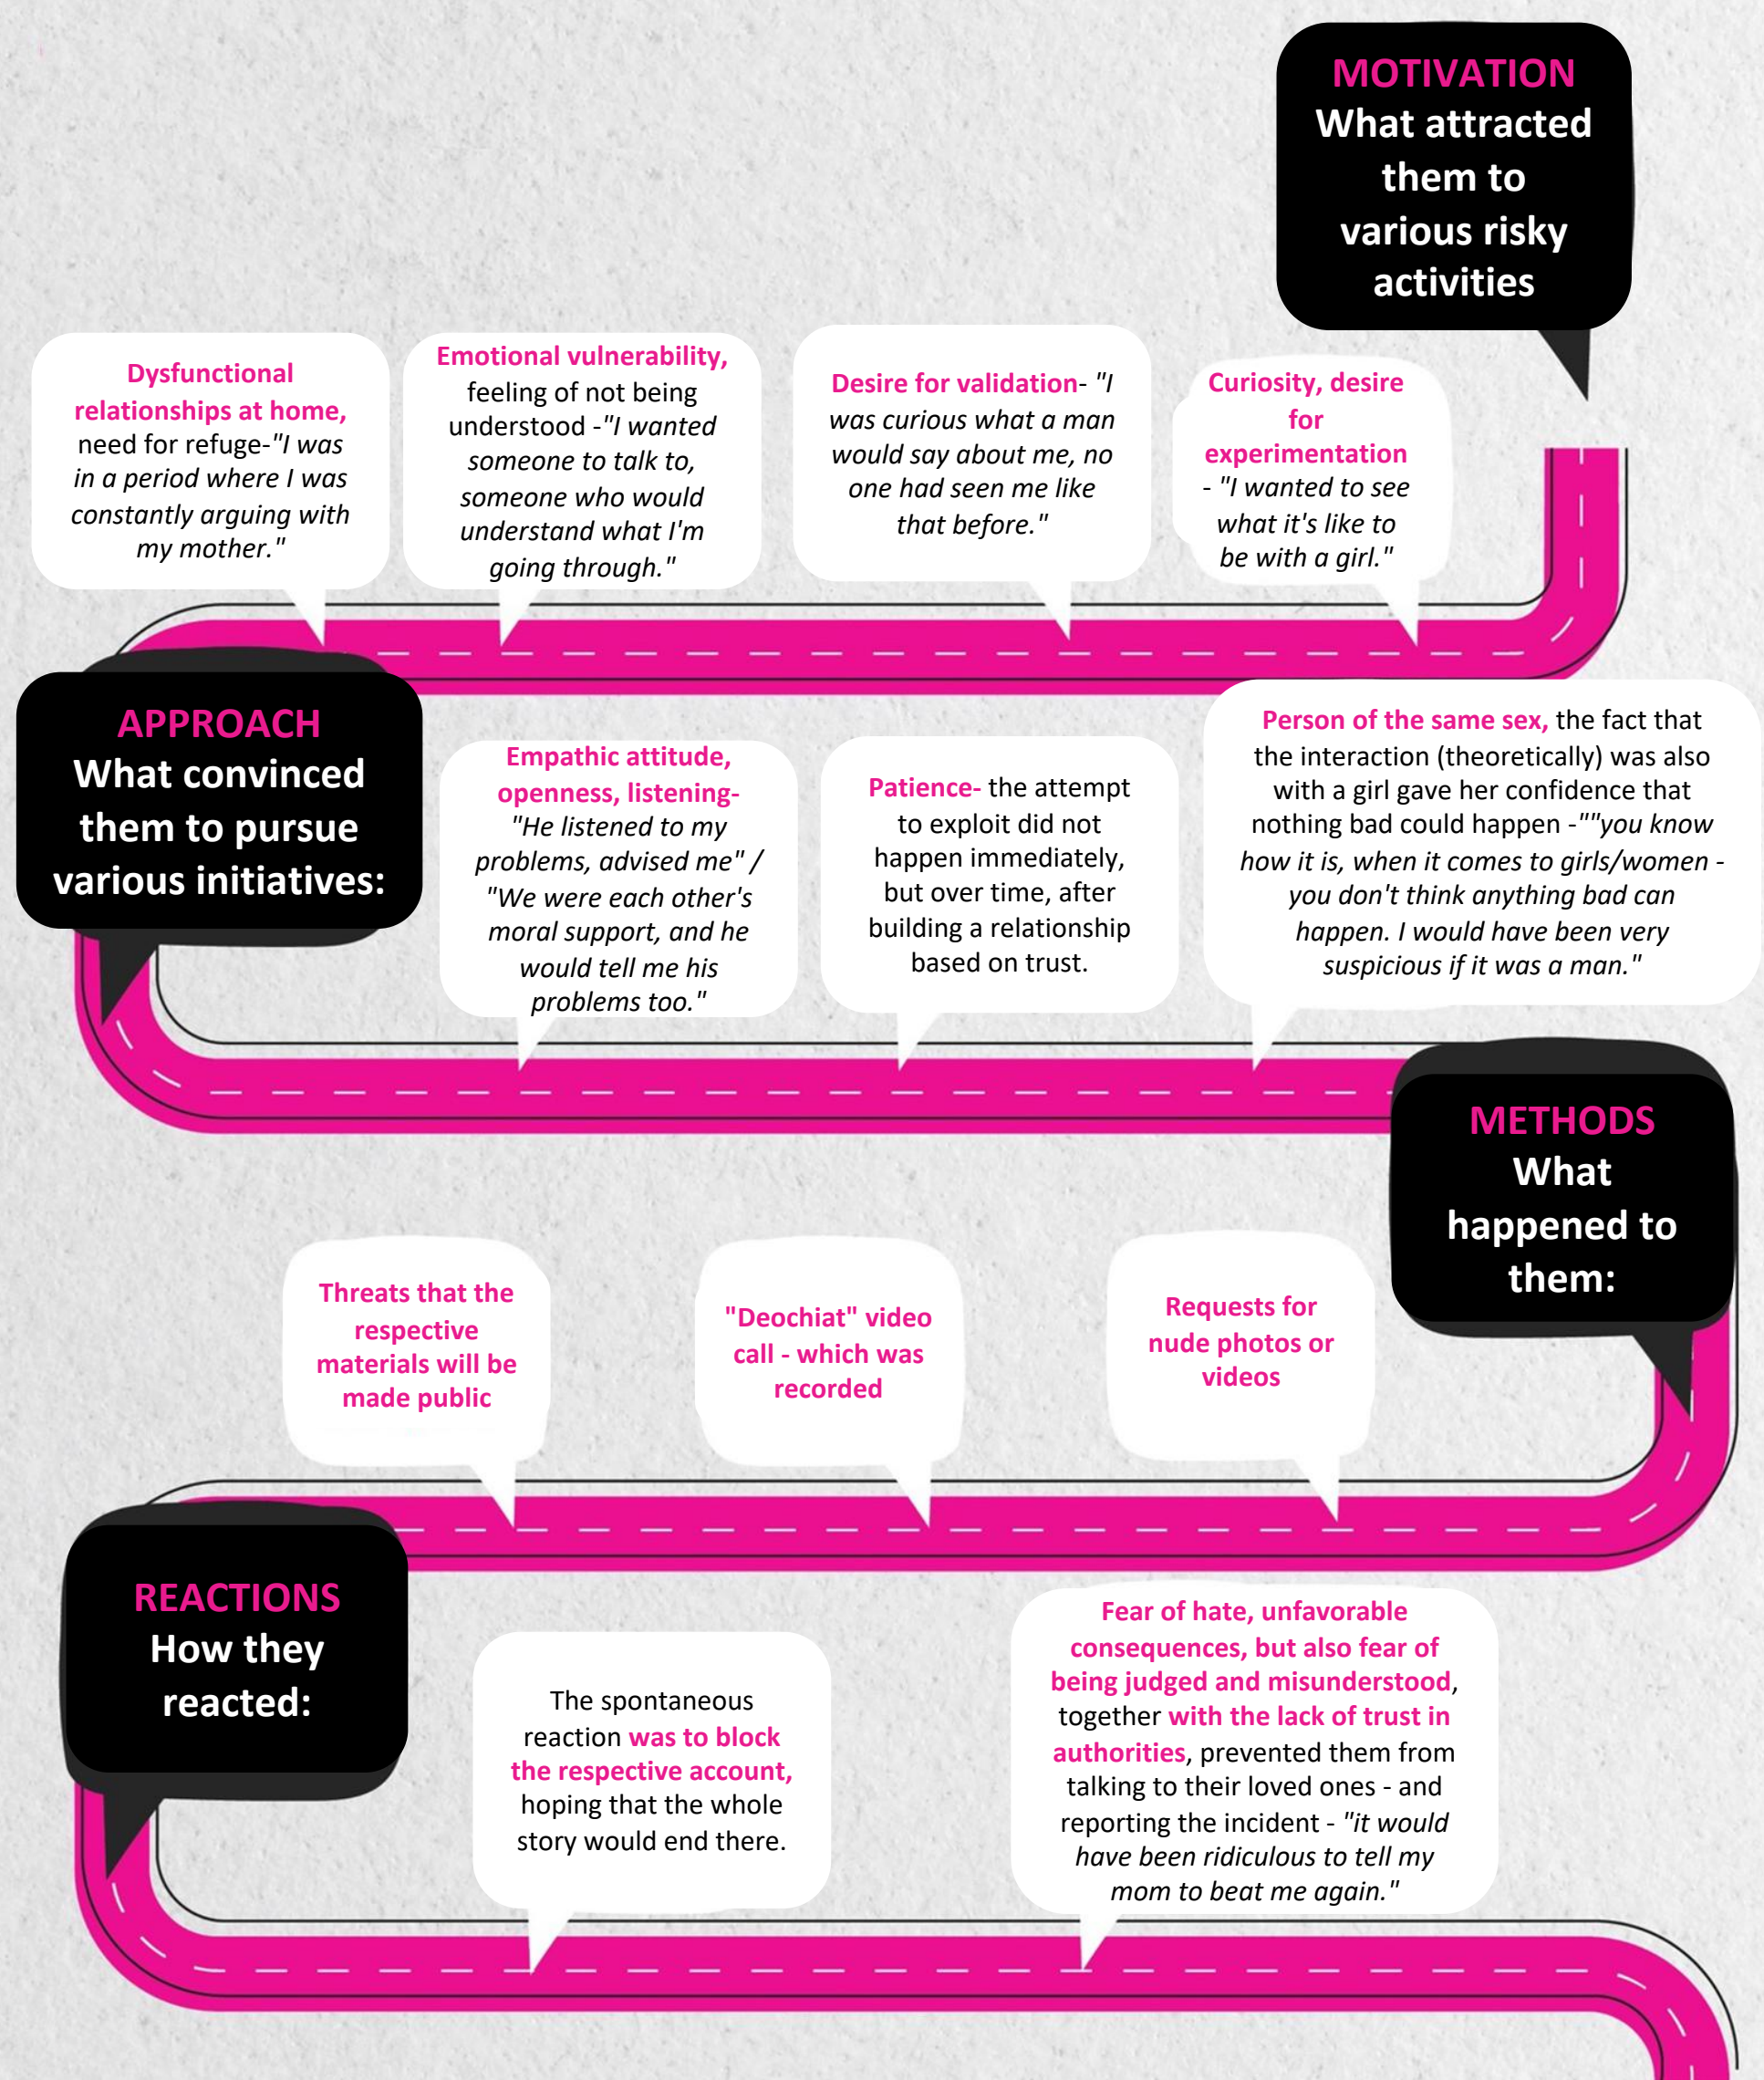 MOTIVATION
What attracted
them to
various risky
activities
Dysfunctional
relationships at home,
need for refuge-"I was
in a period where I was
constantly arguing with
my mother."
Emotional vulnerability,
feeling of not being
understood -"I wanted
someone to talk to,
someone who would
understand what I'm
going through."
Desire for validation- "I
was curious what a man
would say about me, no
one had seen me like
that before."
Curiosity, desire
for
experimentation
- "I wanted to see
what it's like to
be with a girl."
APPROACH
What convinced
them to pursue
various initiatives:
Empathic attitude,
openness, listening-
"He listened to my
problems, advised me" /
"We were each other's
moral support, and he
would tell me his
problems too."
Patience- the attempt
to exploit did not
happen immediately,
but over time, after
building a relationship
based on trust.
Person of the same sex, the fact that
the interaction (theoretically) was also
with a girl gave her confidence that
nothing bad could happen -""you know
how it is, when it comes to girls/women -
you don't think anything bad can
happen. I would have been very
suspicious if it was a man."
METHODS
What
happened to
them:
Threats that the
respective
materials will be
made public
"Deochiat" video
call - which was
recorded
Requests for
nude photos or
videos
REACTIONS
How they
reacted:
The spontaneous
reaction was to block
the respective account,
hoping that the whole
story would end there.
Fear of hate, unfavorable
consequences, but also fear of
being judged and misunderstood,
together with the lack of trust in
authorities, prevented them from
talking to their loved ones - and
reporting the incident - "it would
have been ridiculous to tell my
mom to beat me again."